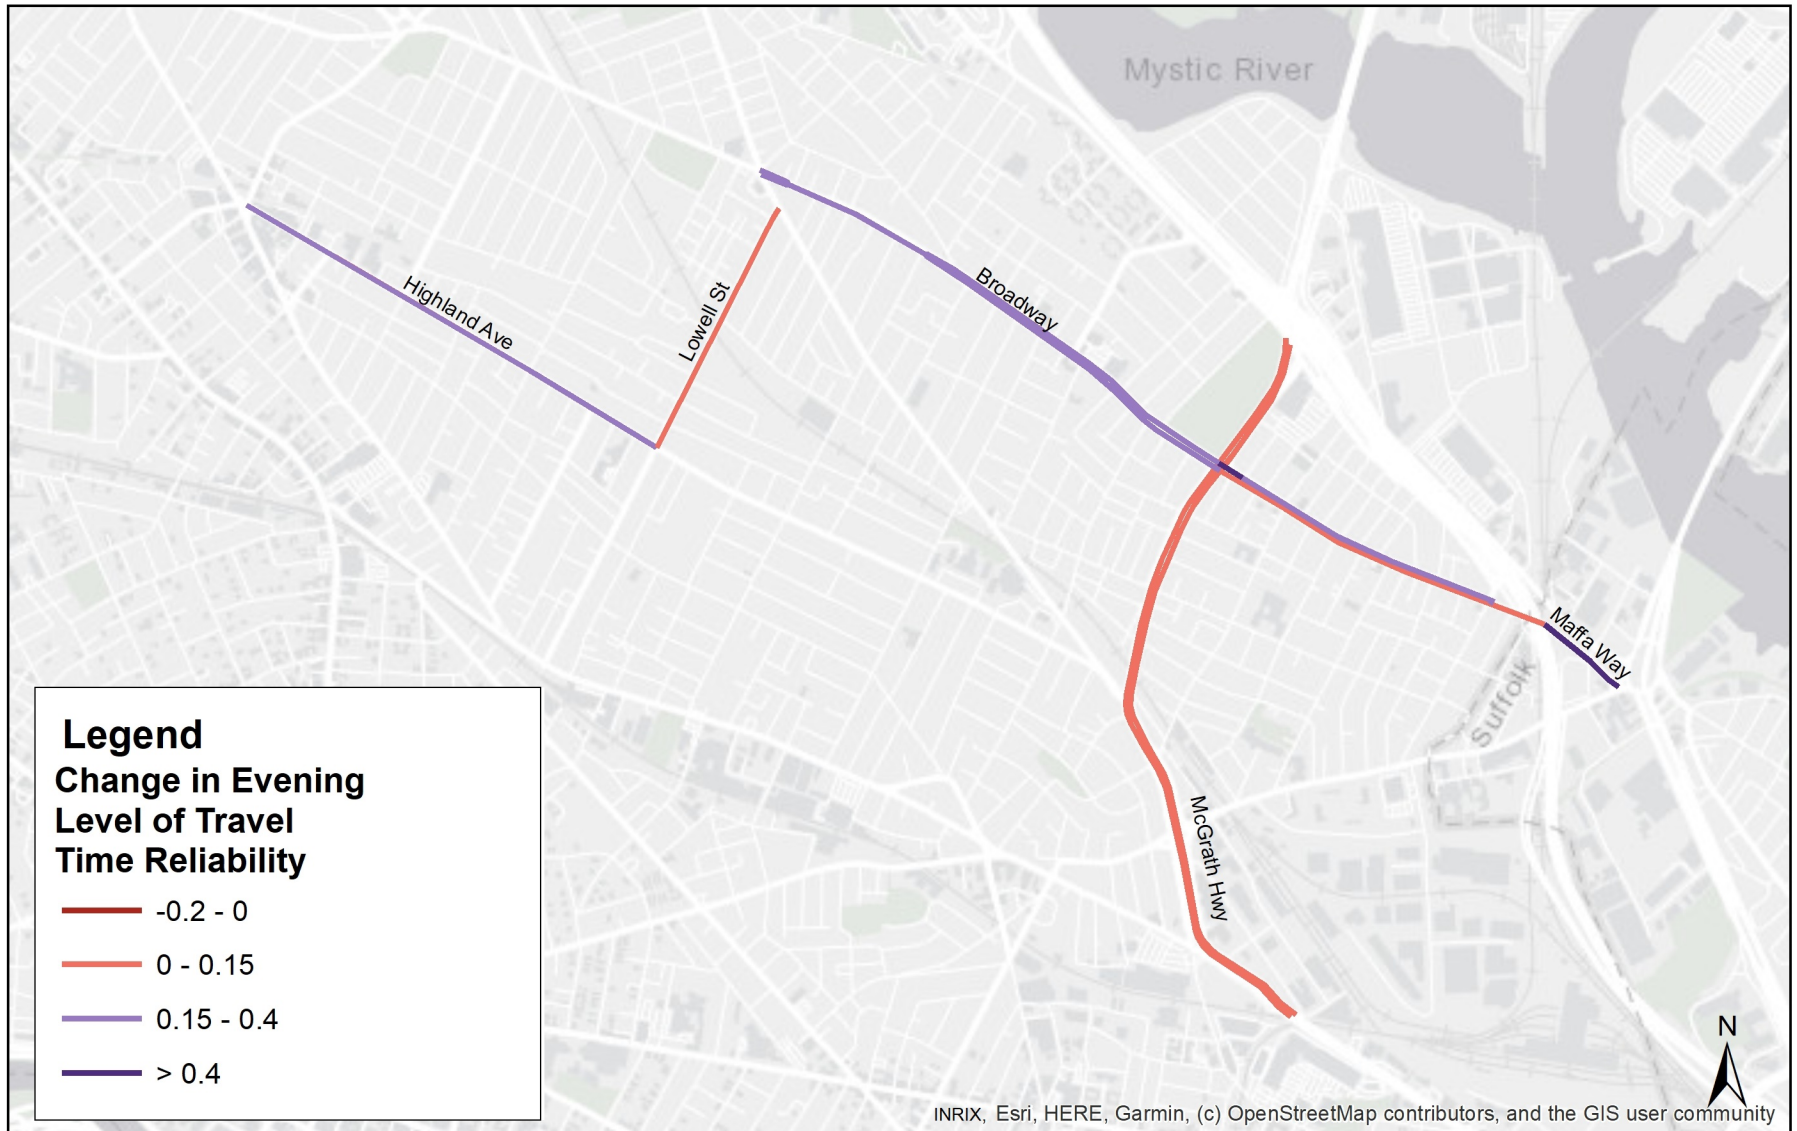 Mystic River
Highland Ave
Lowell St
Broadway
Maffa Way
Suffolk
McGrath Hwy
Legend
Change in Evening
Level of Travel
Time Reliability
-0.2 - 0
0 - 0.15
0.15 - 0.4
> 0.4
N
INRIX, Esri, HERE, Garmin, (c) OpenStreetMap contributors, and the GIS user community